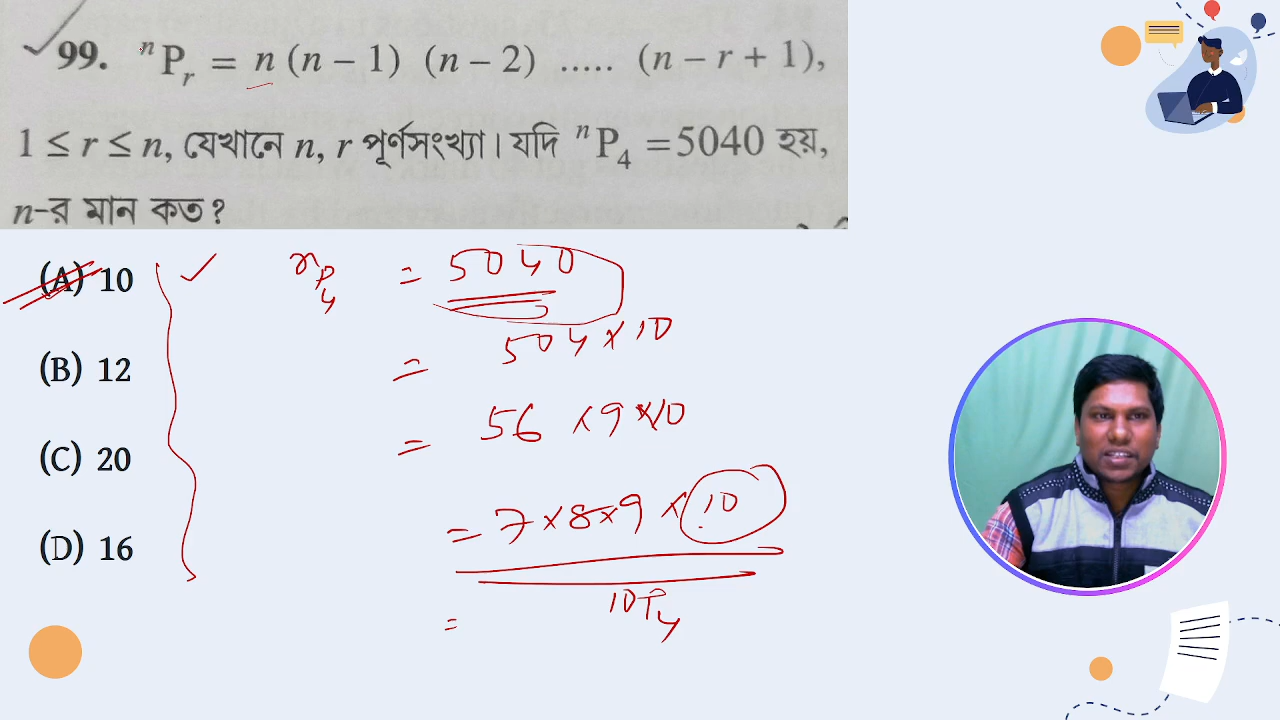 99. ⁿPᵣ = n (n − 1) (n − 2) ..... (n − r + 1),
1 ≤ r ≤ n, যেখানে n, r পূর্ণসংখ্যা। যদি ⁿP₄ = 5040 হয়,
n-র মান কত?
(A) 10
(B) 12
(C) 20
(D) 16
ⁿP₄ = 5040
= 504 × 10
= 56 × 9 × 10
= 7 × 8 × 9 × 10
= 10P₄